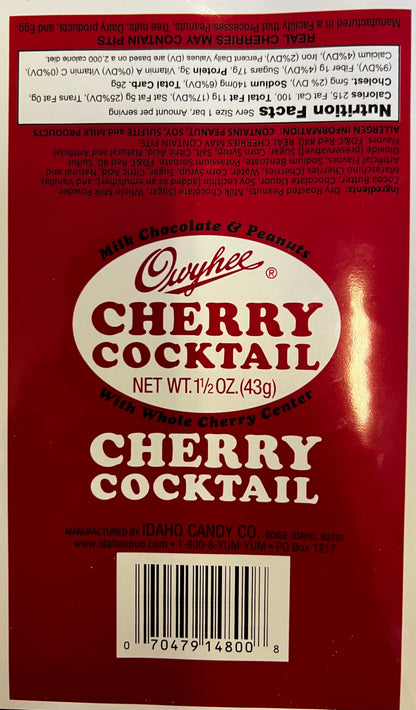 Manufactured in a Facility that Processes Peanuts, Tree nuts, Dairy products, and Egg
REAL CHERRIES MAY CONTAIN PITS
Nutrition Facts Serv Size: bar, Amount per serving
Calories 215, Fat Cal. 100, Total Fat 11g (17%DV), Sat Fat 5g (25%DV), Trans Fat 0g,
Cholest. 5mg (2% DV), Sodium 140mg (6%DV), Total Carb. 26g
(9%DV), Fiber 1g (4%DV), Sugars 17g, Protein 3g, Vitamin A (0%DV) Vitamin C (0%DV),
Calcium (4%DV), Iron (2%DV), Percent Daily Values (DV) are based on a 2,000 calorie diet.
Ingredients: Dry Roasted Peanuts, Milk Chocolate (Sugar, Whole Milk Powder,
Cocoa Butter, Chocolate Liquor, Soy Lecithin (added as an emulsifier), and Vanilla)
Maraschino Cherries (Cherries, Water, Corn Syrup, Sugar, Citric Acid, Natural and
Artificial Flavors, Sodium Benzoate, Potassium Sorbate, FD&C Red 40, Sulfur
Dioxide [preservative]) Sugar, Corn Syrup, Salt, Citric Acid, Natural and Artificial
Flavors, FD&C Red #40 REAL CHERRIES MAY CONTAIN PITS
ALLERGEN INFORMATION: CONTAINS PEANUT, SOY, SULFITE and MILK PRODUCTS
Milk Chocolate & Peanuts
Owyhee ®
CHERRY
COCKTAIL
NET WT. 1½ OZ. (43g)
With Whole Cherry Center
CHERRY
COCKTAIL
MANUFACTURED BY IDAHO CANDY CO. BOISE-IDAHO, 83701
www.idahospud.com • 1-800-8-YUM-YUM • PO Box 1217
0 70479 14800 8